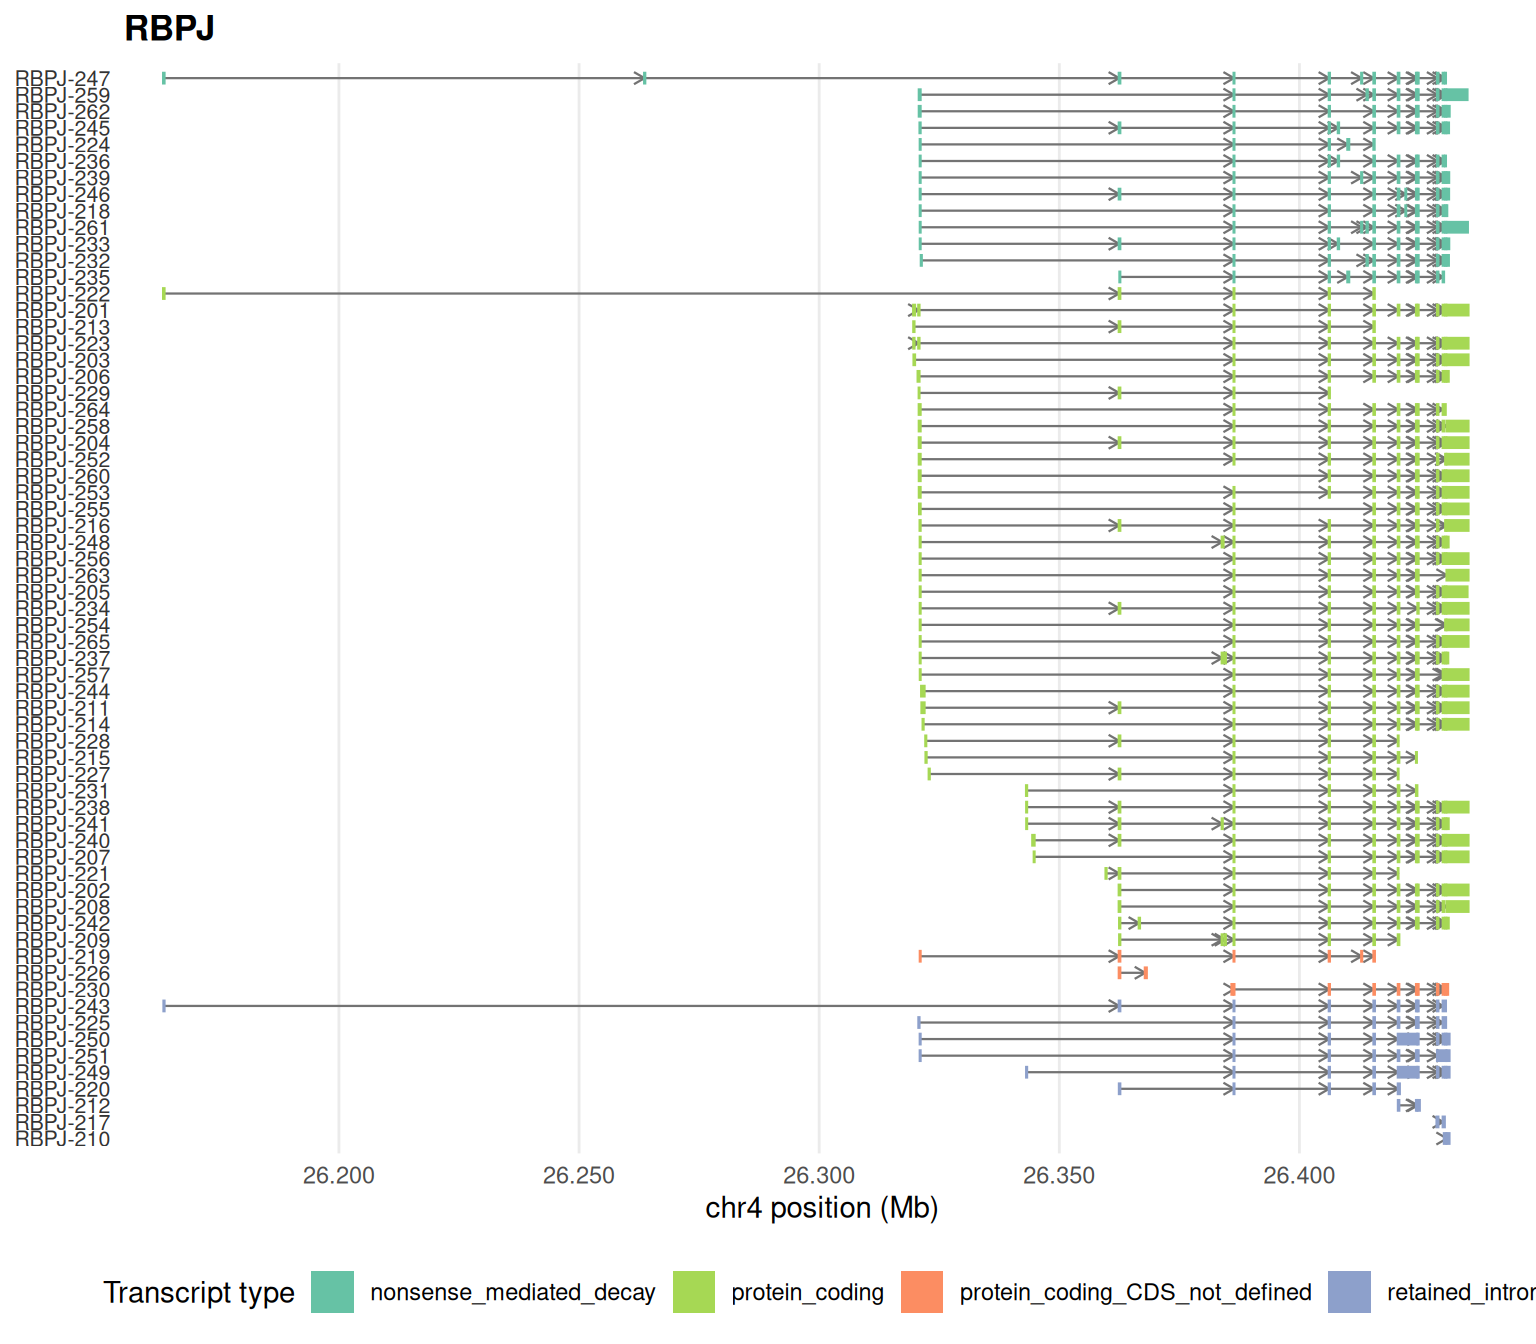 RBPJ
RBPJ-247
RBPJ-259
RBPJ-262
RBPJ-245
RBPJ-224
RBPJ-236
RBPJ-239
RBPJ-246
RBPJ-218
RBPJ-261
RBPJ-233
RBPJ-232
RBPJ-235
RBPJ-222
RBPJ-201
RBPJ-213
RBPJ-223
RBPJ-203
RBPJ-206
RBPJ-229
RBPJ-264
RBPJ-258
RBPJ-204
RBPJ-252
RBPJ-260
RBPJ-253
RBPJ-255
RBPJ-216
RBPJ-248
RBPJ-256
RBPJ-263
RBPJ-205
RBPJ-234
RBPJ-254
RBPJ-265
RBPJ-237
RBPJ-257
RBPJ-244
RBPJ-211
RBPJ-214
RBPJ-228
RBPJ-215
RBPJ-227
RBPJ-231
RBPJ-238
RBPJ-241
RBPJ-240
RBPJ-207
RBPJ-221
RBPJ-202
RBPJ-208
RBPJ-242
RBPJ-209
RBPJ-219
RBPJ-226
RBPJ-230
RBPJ-243
RBPJ-225
RBPJ-250
RBPJ-251
RBPJ-249
RBPJ-220
RBPJ-212
RBPJ-217
RBPJ-210
26.200 26.250 26.300 26.350 26.400
chr4 position (Mb)
Transcript type nonsense_mediated_decay protein_coding protein_coding_CDS_not_defined retained_intron